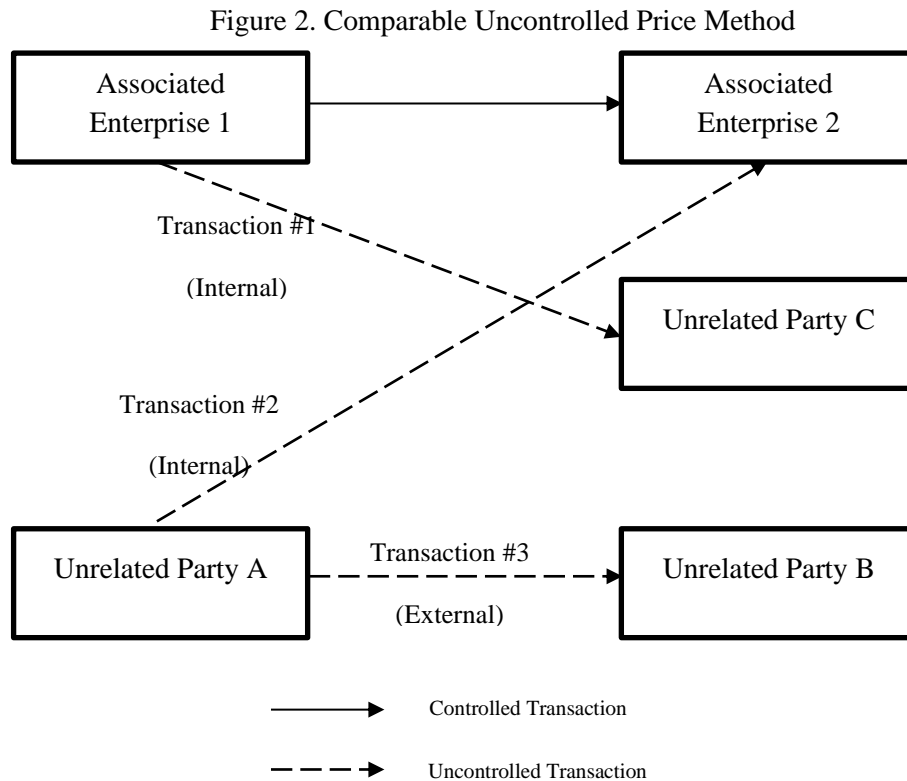 Figure 2. Comparable Uncontrolled Price Method
Associated
Enterprise 1
Associated
Enterprise 2
Transaction #1
(Internal)
Unrelated Party C
Transaction #2
(Internal)
Unrelated Party A
Transaction #3
(External)
Unrelated Party B
Controlled Transaction
Uncontrolled Transaction